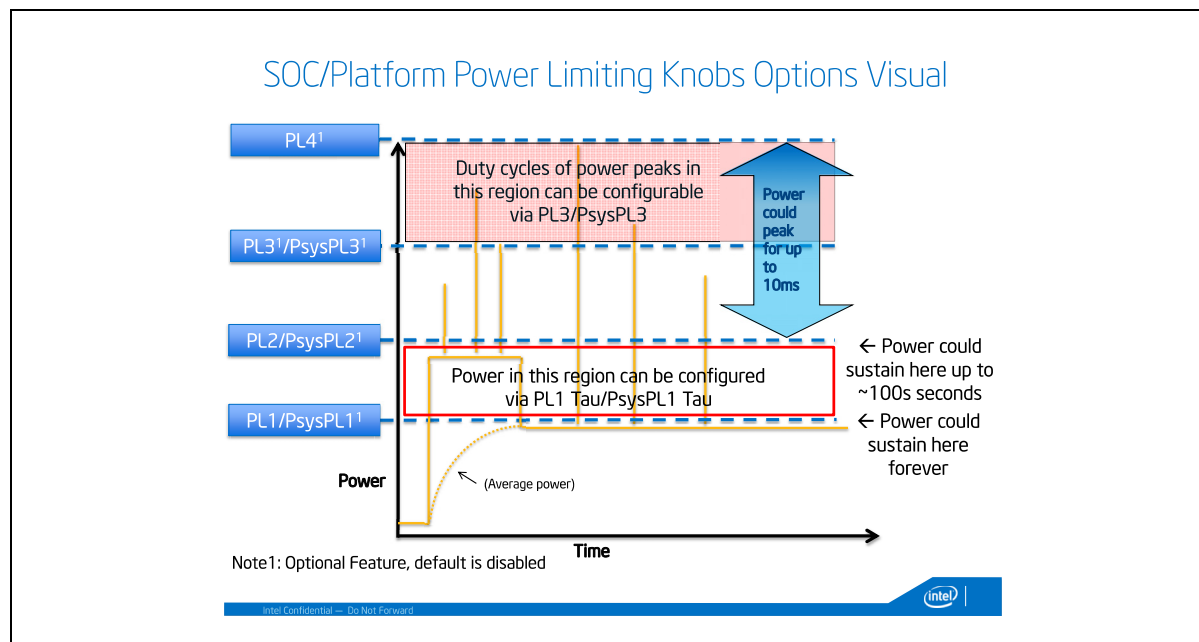 SOC/Platform Power Limiting Knobs Options Visual
PL4¹
Duty cycles of power peaks in
this region can be configurable
via PL3/PsysPL3
Power
could
peak
for up
to
10ms
PL3¹/PsysPL3¹
PL2/PsysPL2¹
← Power could
sustain here up to
~100s seconds
Power in this region can be configured
via PL1 Tau/PsysPL1 Tau
PL1/PsysPL1¹
← Power could
sustain here
forever
Power
(Average power)
Time
Note1: Optional Feature, default is disabled
Intel Confidential — Do Not Forward
intel